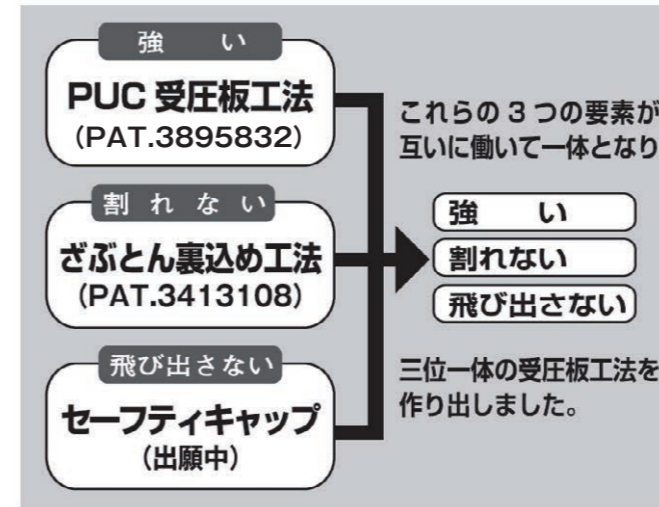 強い
PUC 受圧板工法
(PAT.3895832)
割れない
ざぶとん裏込め工法
(PAT.3413108)
飛び出さない
セーフティキャップ
(出願中)
これらの 3 つの要素が
互いに働いて一体となり
強い
割れない
飛び出さない
三位一体の受圧板工法を
作り出しました。